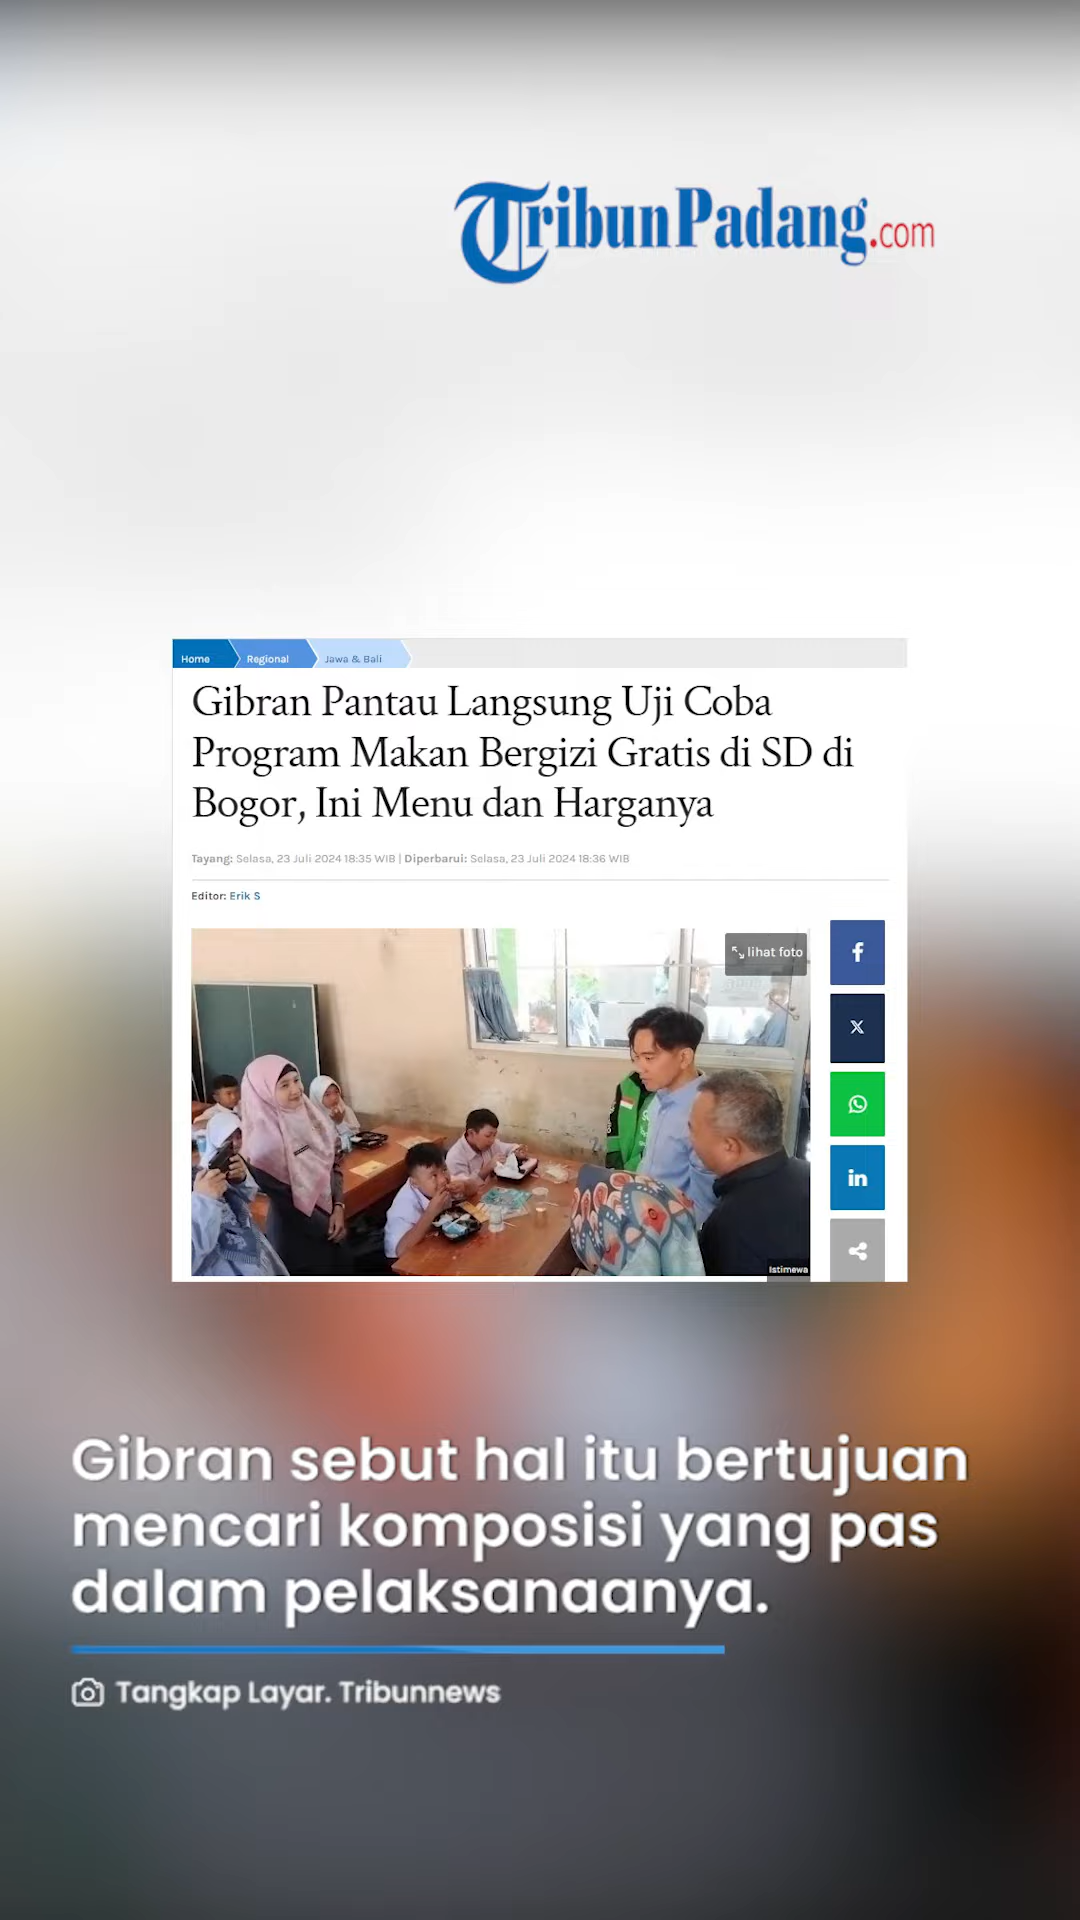 TribunPadang.com
Home Regional Jawa & Bali
Gibran Pantau Langsung Uji Coba
Program Makan Bergizi Gratis di SD di
Bogor, Ini Menu dan Harganya
Tayang: Selasa, 23 Juli 2024 18:35 WIB | Diperbarui: Selasa, 23 Juli 2024 18:36 WIB
Editor: Erik S
lihat foto
Istimewa
Gibran sebut hal itu bertujuan
mencari komposisi yang pas
dalam pelaksanaanya.
Tangkap Layar. Tribunnews